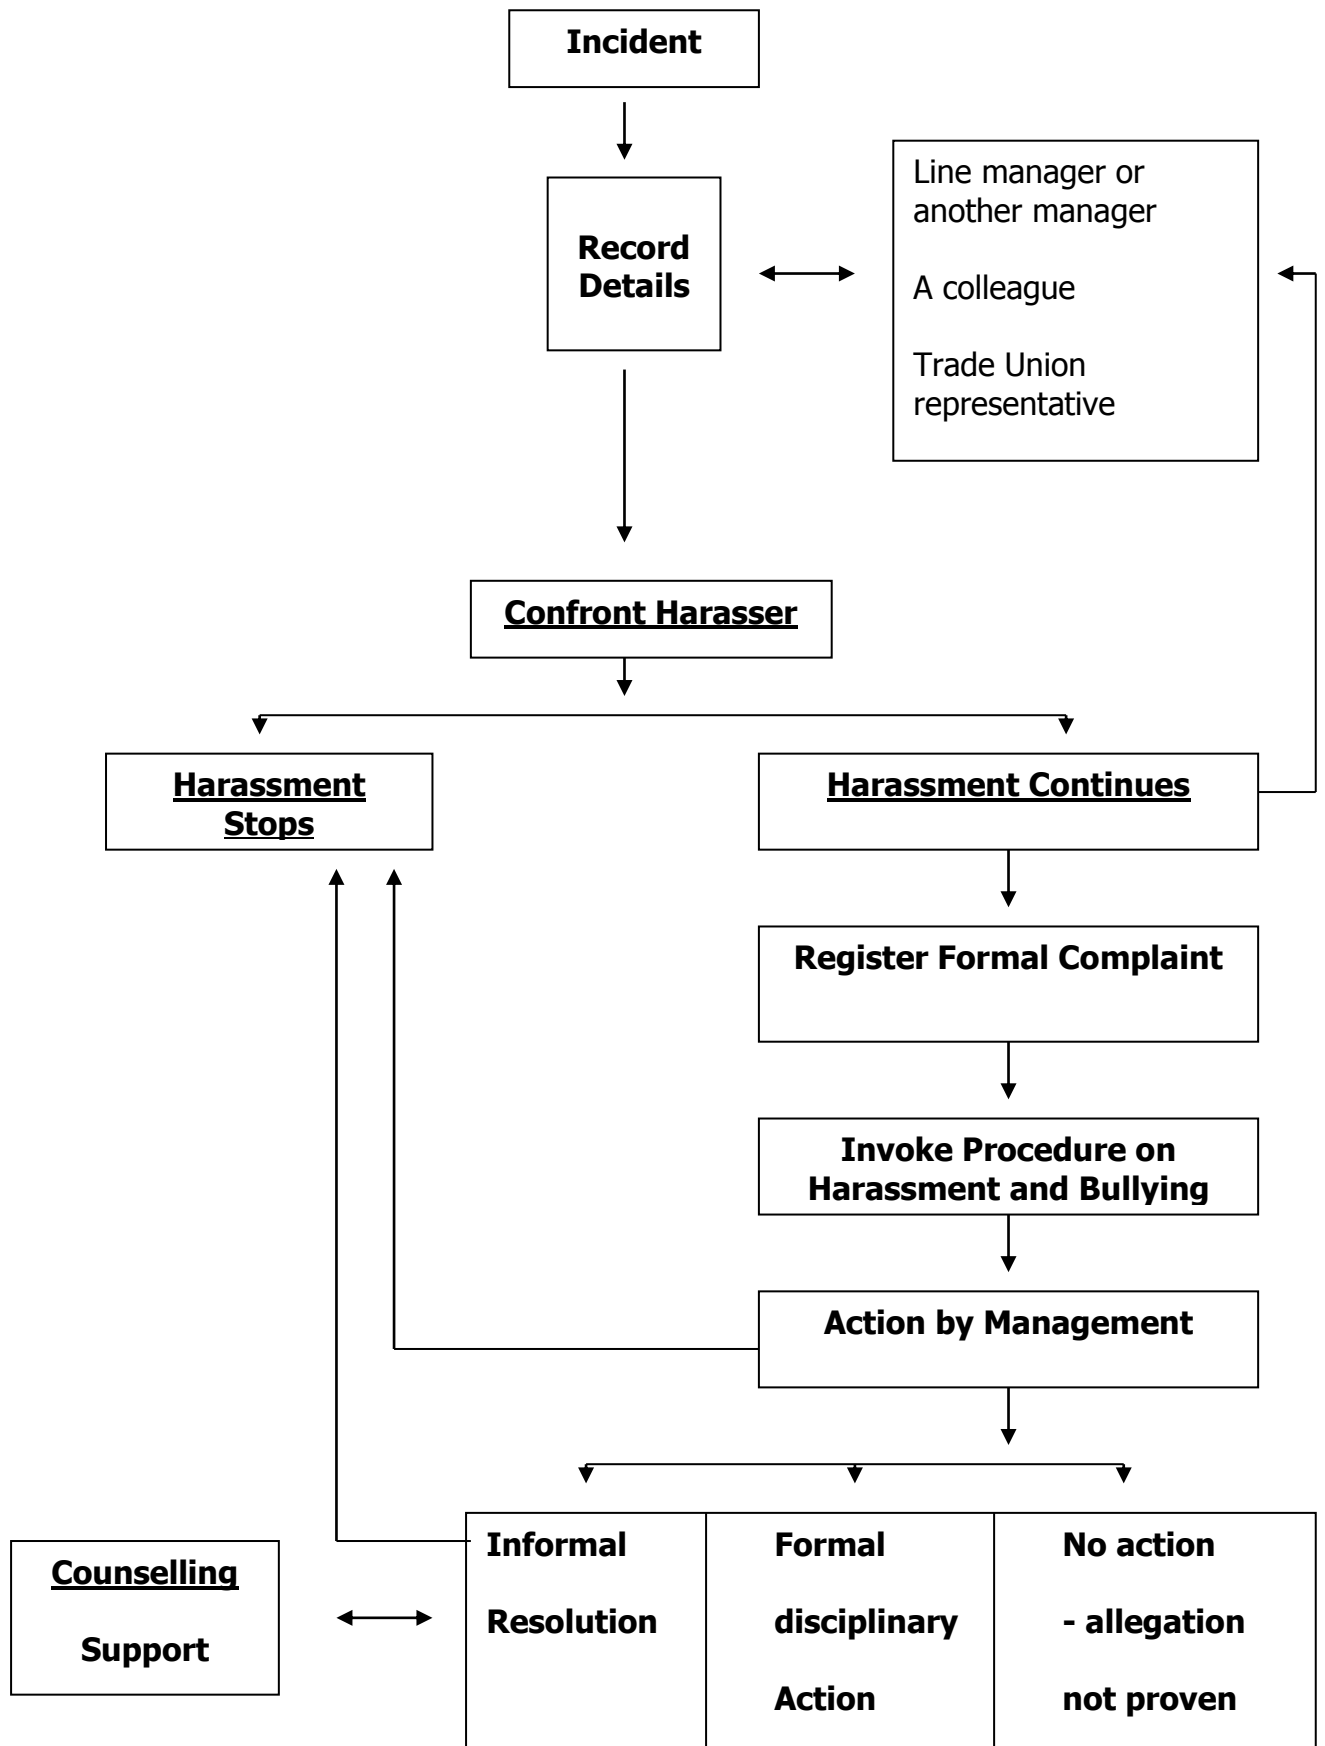 Incident
Record
Details
Line manager or
another manager
A colleague
Trade Union
representative
Confront Harasser
Harassment
Stops
Harassment Continues
Register Formal Complaint
Invoke Procedure on
Harassment and Bullying
Action by Management
Counselling
Support
Informal
Resolution
Formal
disciplinary
Action
No action
- allegation
not proven